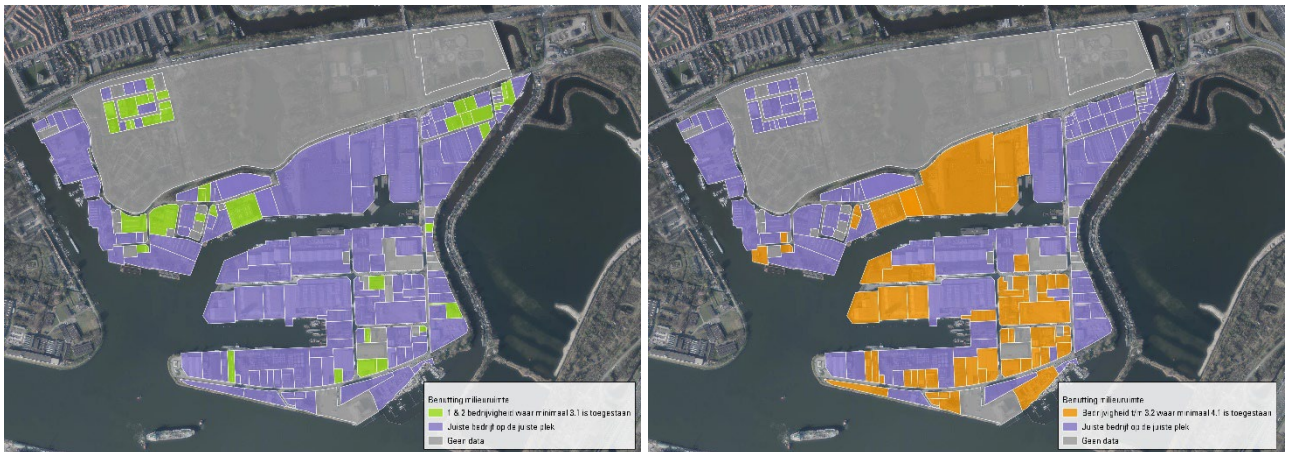 Benutting milieuruimte
1 & 2 bedrijvigheid waar minimaal 3.1 is toegestaan
Juiste bedrijf op de juiste plek
Geen data
Benutting milieuruimte
Bedrijvigheid t/m 3.2 waar minimaal 4.1 is toegestaan
Juiste bedrijf op de juiste plek
Geen data